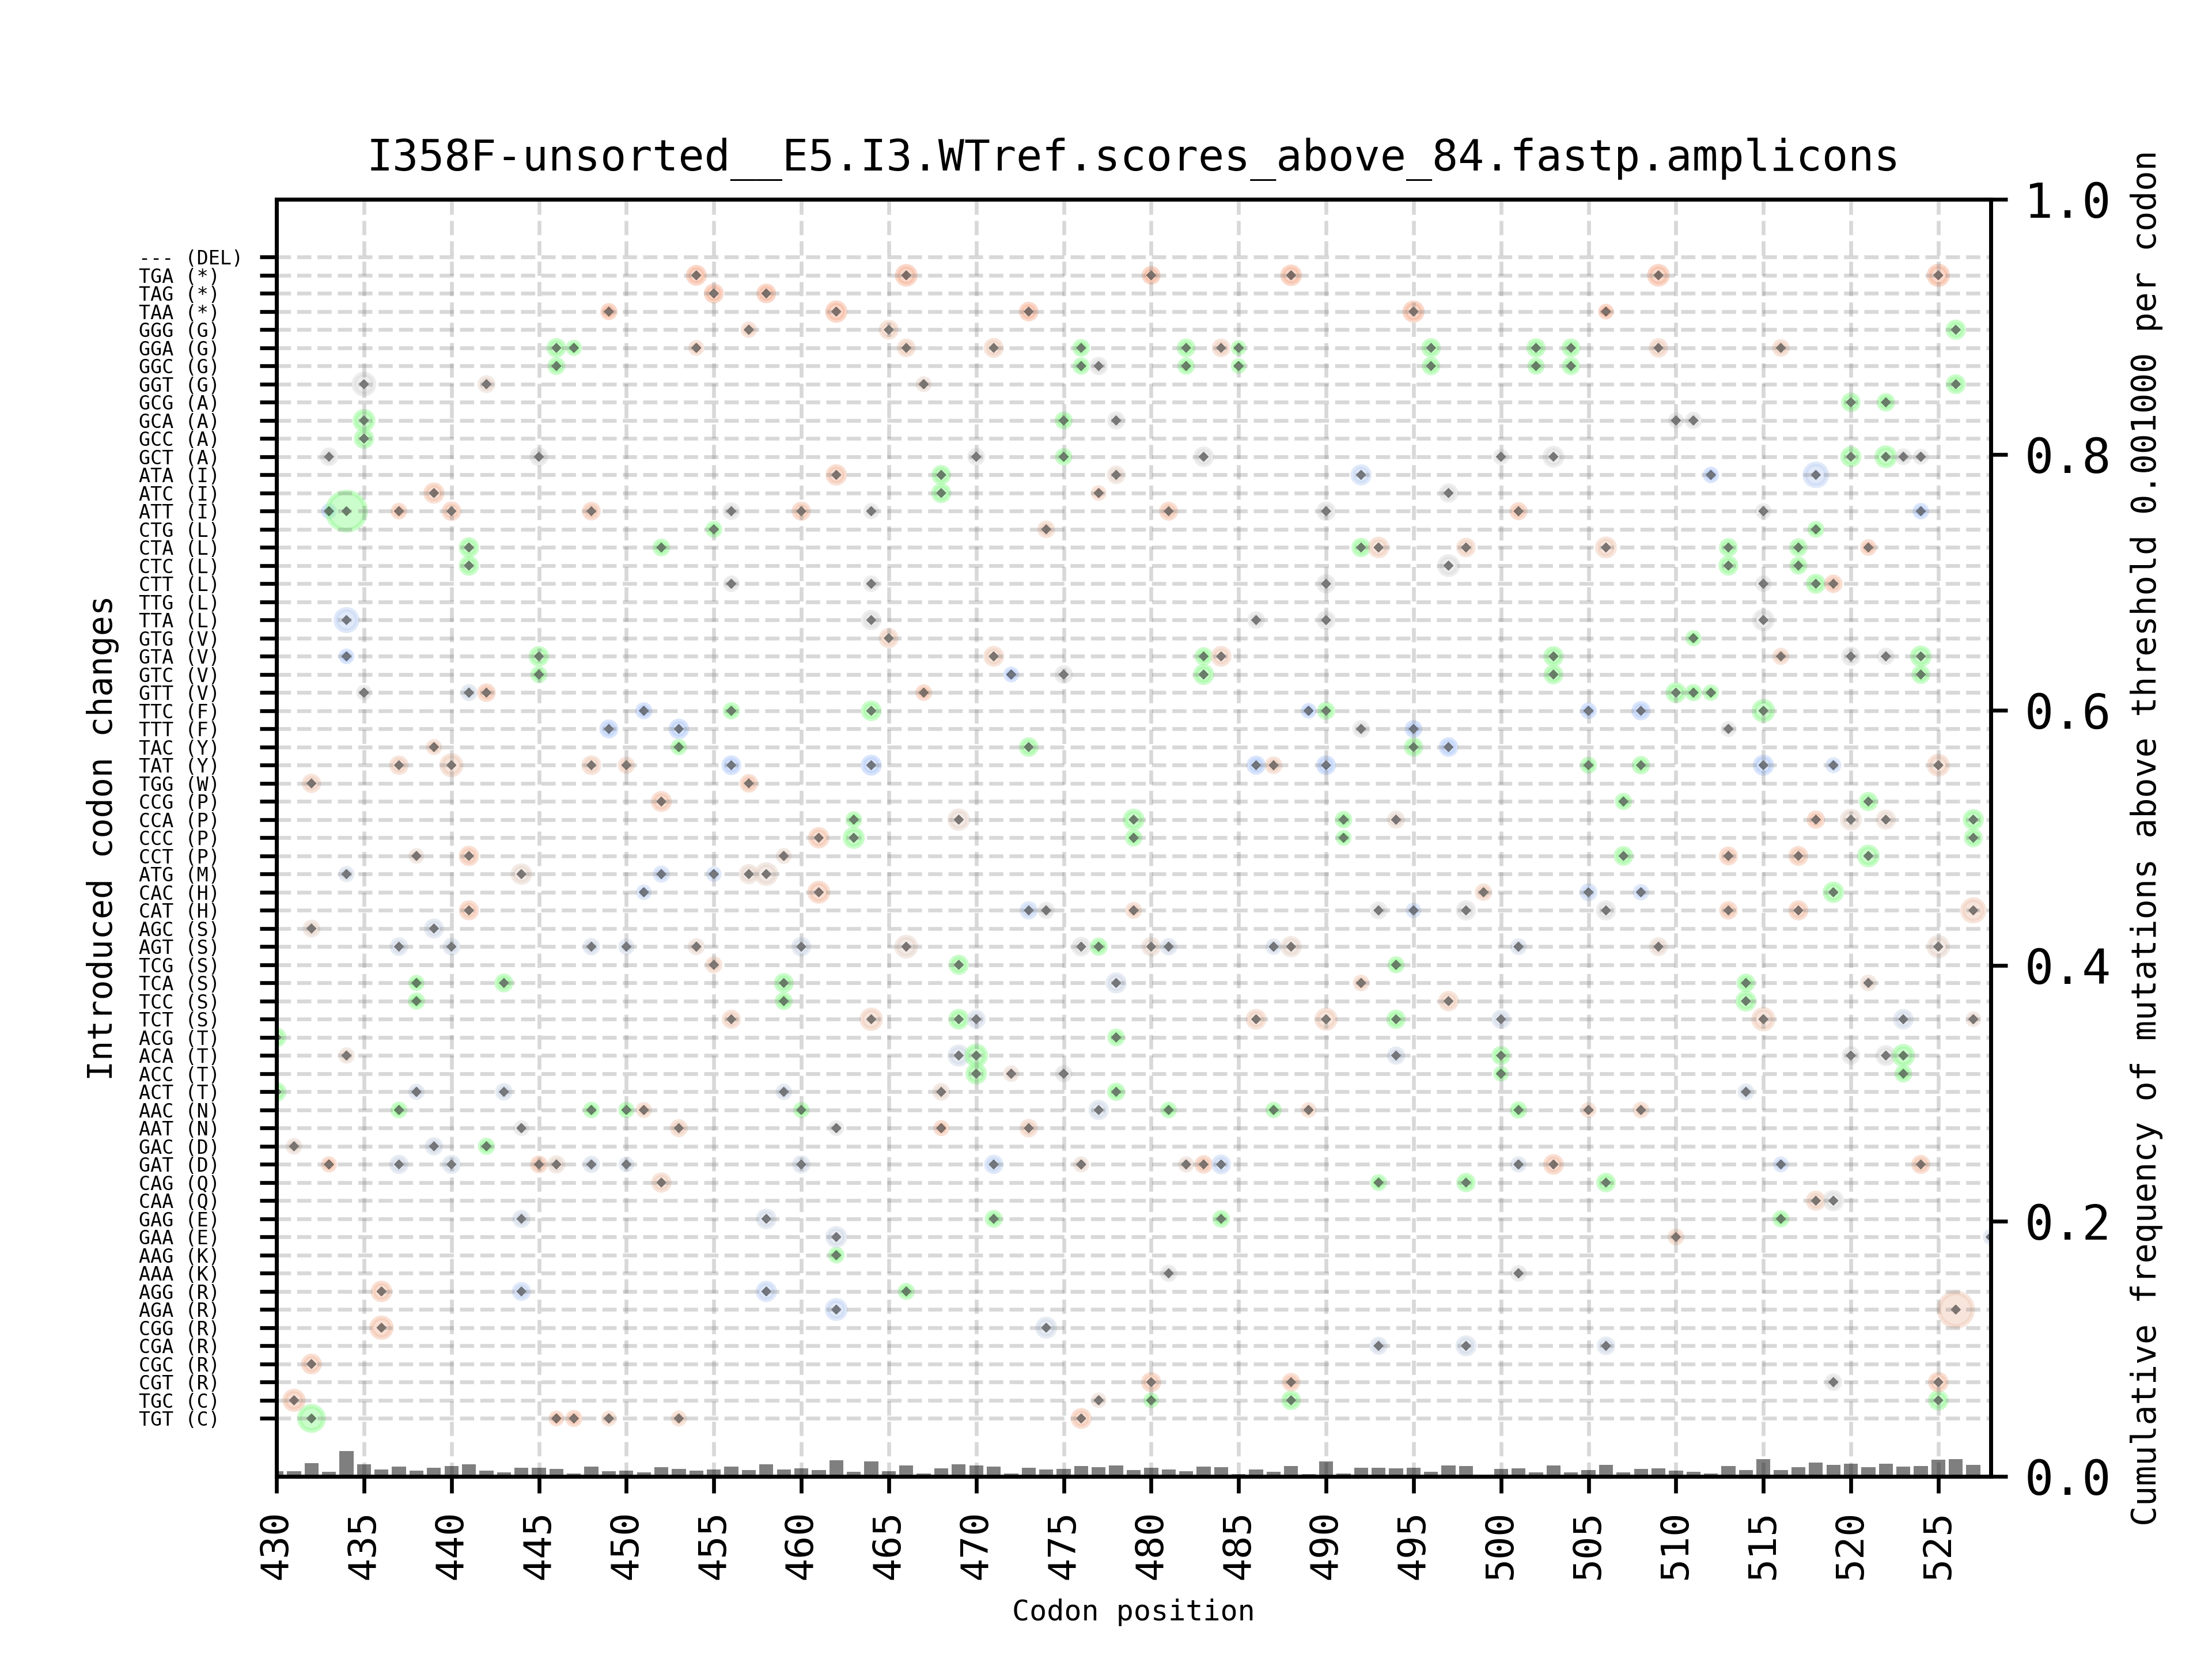 I358F-unsorted__E5.I3.WTref.scores_above_84.fastp.amplicons
Introduced codon changes
--- (DEL)
TGA (*)
TAG (*)
TAA (*)
GGG (G)
GGA (G)
GGC (G)
GGT (G)
GCG (A)
GCA (A)
GCC (A)
GCT (A)
ATA (I)
ATC (I)
ATT (I)
CTG (L)
CTA (L)
CTC (L)
CTT (L)
TTG (L)
TTA (L)
GTG (V)
GTA (V)
GTC (V)
GTT (V)
TTC (F)
TTT (F)
TAC (Y)
TAT (Y)
TGG (W)
CCG (P)
CCA (P)
CCC (P)
CCT (P)
ATG (M)
CAC (H)
CAT (H)
AGC (S)
AGT (S)
TCG (S)
TCA (S)
TCC (S)
TCT (S)
ACG (T)
ACA (T)
ACC (T)
ACT (T)
AAC (N)
AAT (N)
GAC (D)
GAT (D)
CAG (Q)
CAA (Q)
GAG (E)
GAA (E)
AAG (K)
AAA (K)
AGG (R)
AGA (R)
CGG (R)
CGA (R)
CGC (R)
CGT (R)
TGC (C)
TGT (C)
1.0
0.8
0.6
0.4
0.2
0.0
Cumulative frequency of mutations above threshold 0.001000 per codon
430 435 440 445 450 455 460 465 470 475 480 485 490 495 500 505 510 515 520 525
Codon position